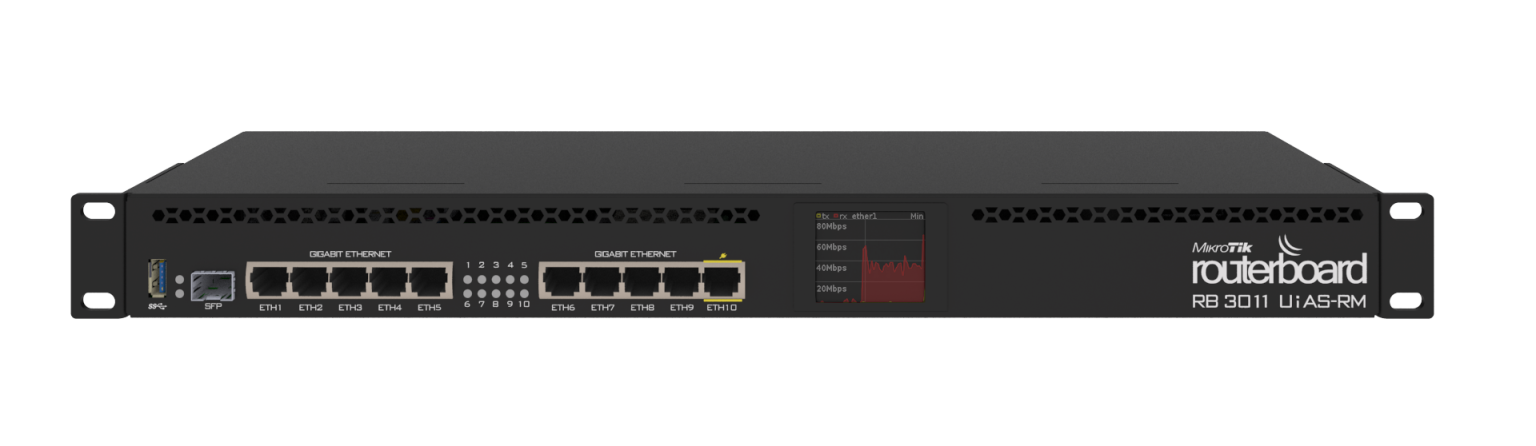 tx rx ether1 Min
80Mbps
60Mbps
40Mbps
20Mbps
MikroTik
routerboard
RB 3011 UiAS-RM
GIGABIT ETHERNET
GIGABIT ETHERNET
1 2 3 4 5
6 7 8 9 10
SS
SFP
ETH1 ETH2 ETH3 ETH4 ETH5
ETH6 ETH7 ETH8 ETH9 ETH10